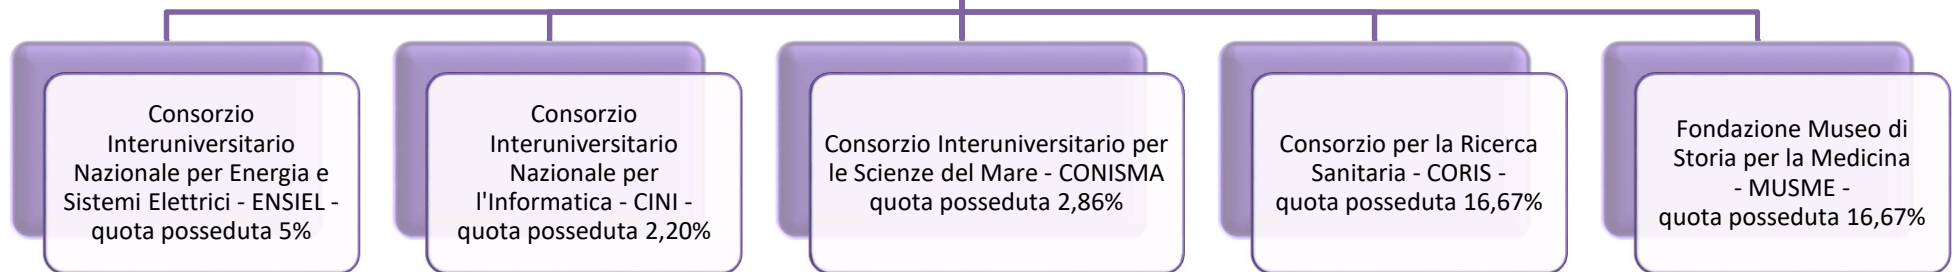 Consorzio
Interuniversitario
Nazionale per Energia e
Sistemi Elettrici - ENSIEL -
quota posseduta 5%
Consorzio
Interuniversitario
Nazionale per
l'Informatica - CINI -
quota posseduta 2,20%
Consorzio Interuniversitario per
le Scienze del Mare - CONISMA
quota posseduta 2,86%
Consorzio per la Ricerca
Sanitaria - CORIS -
quota posseduta 16,67%
Fondazione Museo di
Storia per la Medicina
- MUSME -
quota posseduta 16,67%